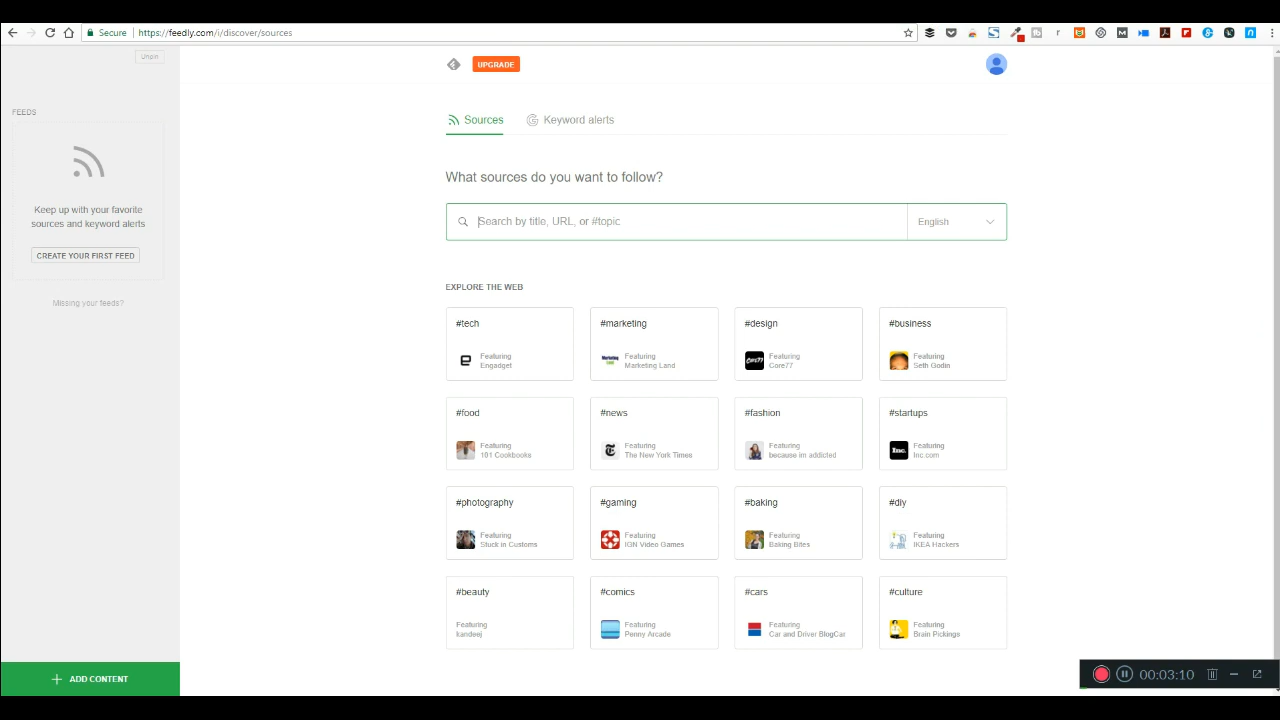 Secure
https://feedly.com/i/discover/sources
Unpin
UPGRADE
FEEDS
Keep up with your favorite
sources and keyword alerts
CREATE YOUR FIRST FEED
Missing your feeds?
Sources
Keyword alerts
What sources do you want to follow?
Search by title, URL, or #topic
English
EXPLORE THE WEB
#tech
Featuring
Engadget
#marketing
Featuring
Marketing Land
#design
Featuring
Core77
#business
Featuring
Seth Godin
#food
Featuring
101 Cookbooks
#news
Featuring
The New York Times
#fashion
Featuring
because im addicted
#startups
Featuring
Inc.com
#photography
Featuring
Stuck in Customs
#gaming
Featuring
IGN Video Games
#baking
Featuring
Baking Bites
#diy
Featuring
IKEA Hackers
#beauty
Featuring
kandeej
#comics
Featuring
Penny Arcade
#cars
Featuring
Car and Driver BlogCar
#culture
Featuring
Brain Pickings
ADD CONTENT
00:03:10